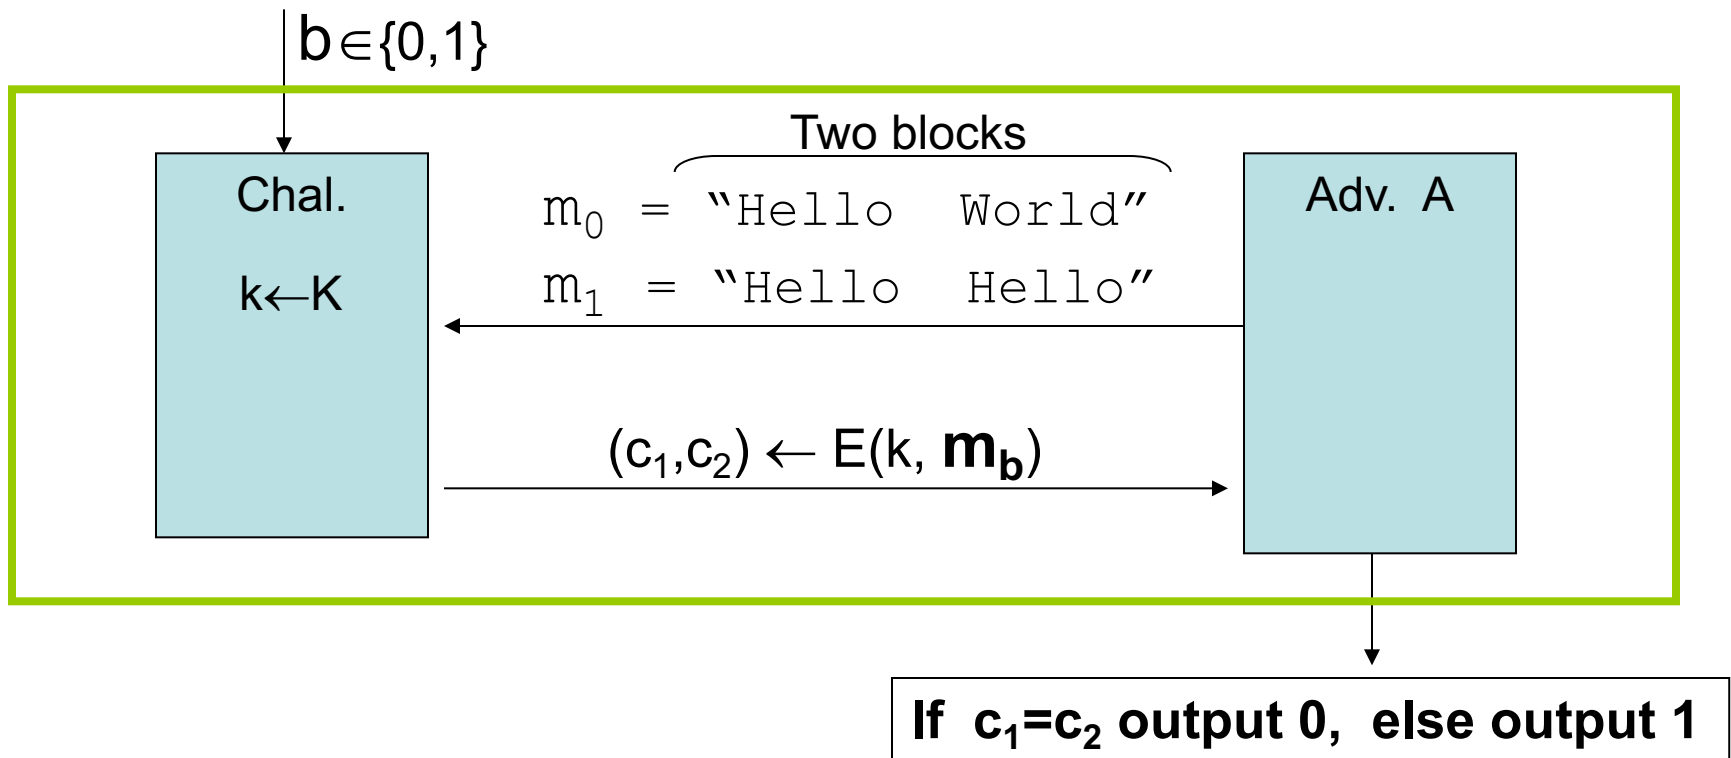 b∈{0,1}
Two blocks
Chal.
m₀ = “Hello World”
Adv. A
k←K
m₁ = “Hello Hello”
(c₁,c₂) ← E(k, m_b)
If c₁=c₂ output 0, else output 1